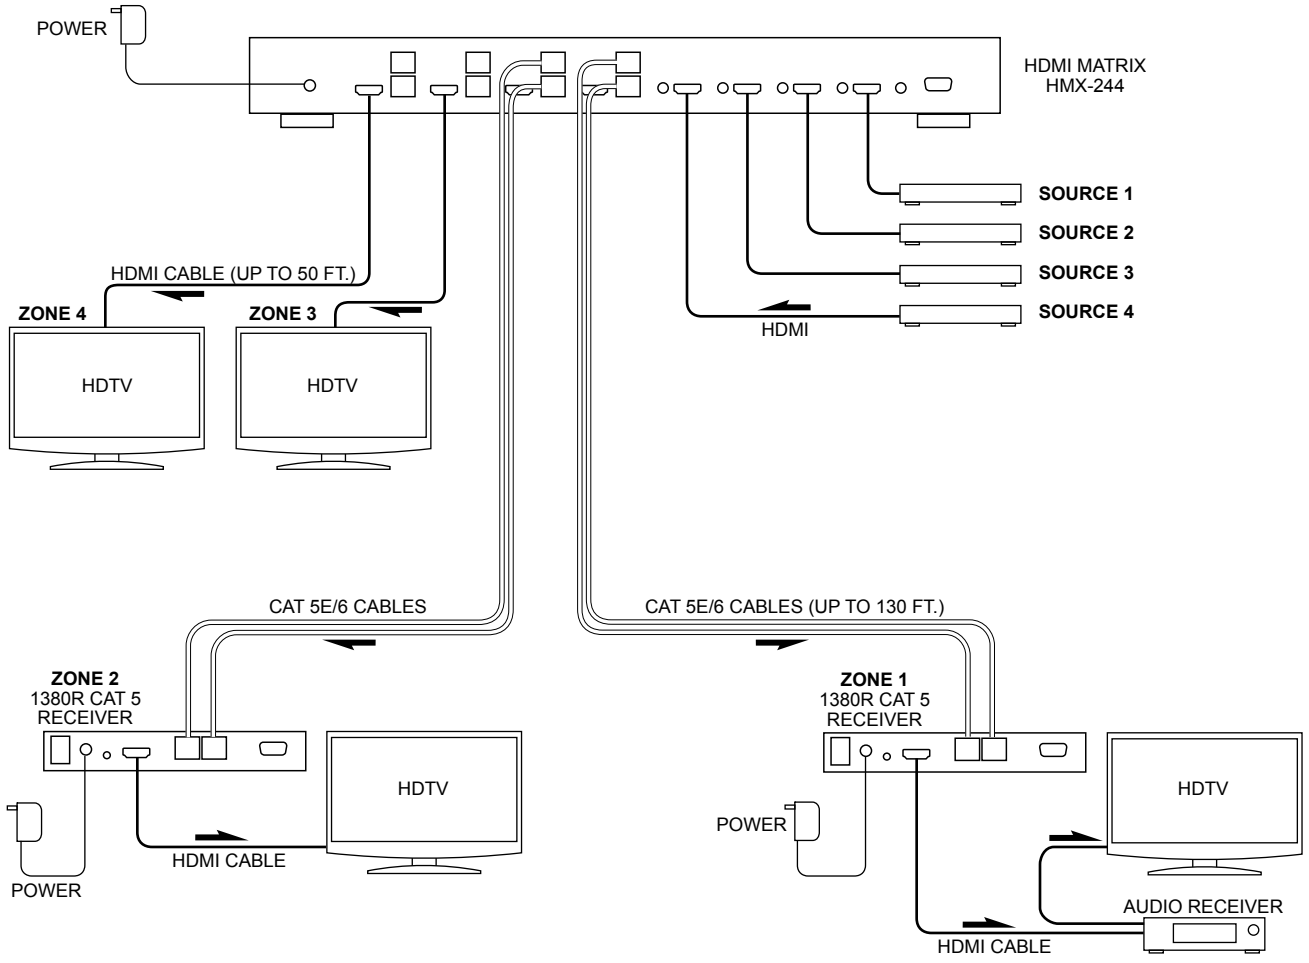 POWER
HDMI MATRIX
HMX-244
SOURCE 1
SOURCE 2
SOURCE 3
SOURCE 4
HDMI
HDMI CABLE (UP TO 50 FT.)
ZONE 4
ZONE 3
HDTV
HDTV
CAT 5E/6 CABLES
CAT 5E/6 CABLES (UP TO 130 FT.)
ZONE 2
1380R CAT 5
RECEIVER
HDTV
HDMI CABLE
POWER
ZONE 1
1380R CAT 5
RECEIVER
HDTV
POWER
AUDIO RECEIVER
HDMI CABLE